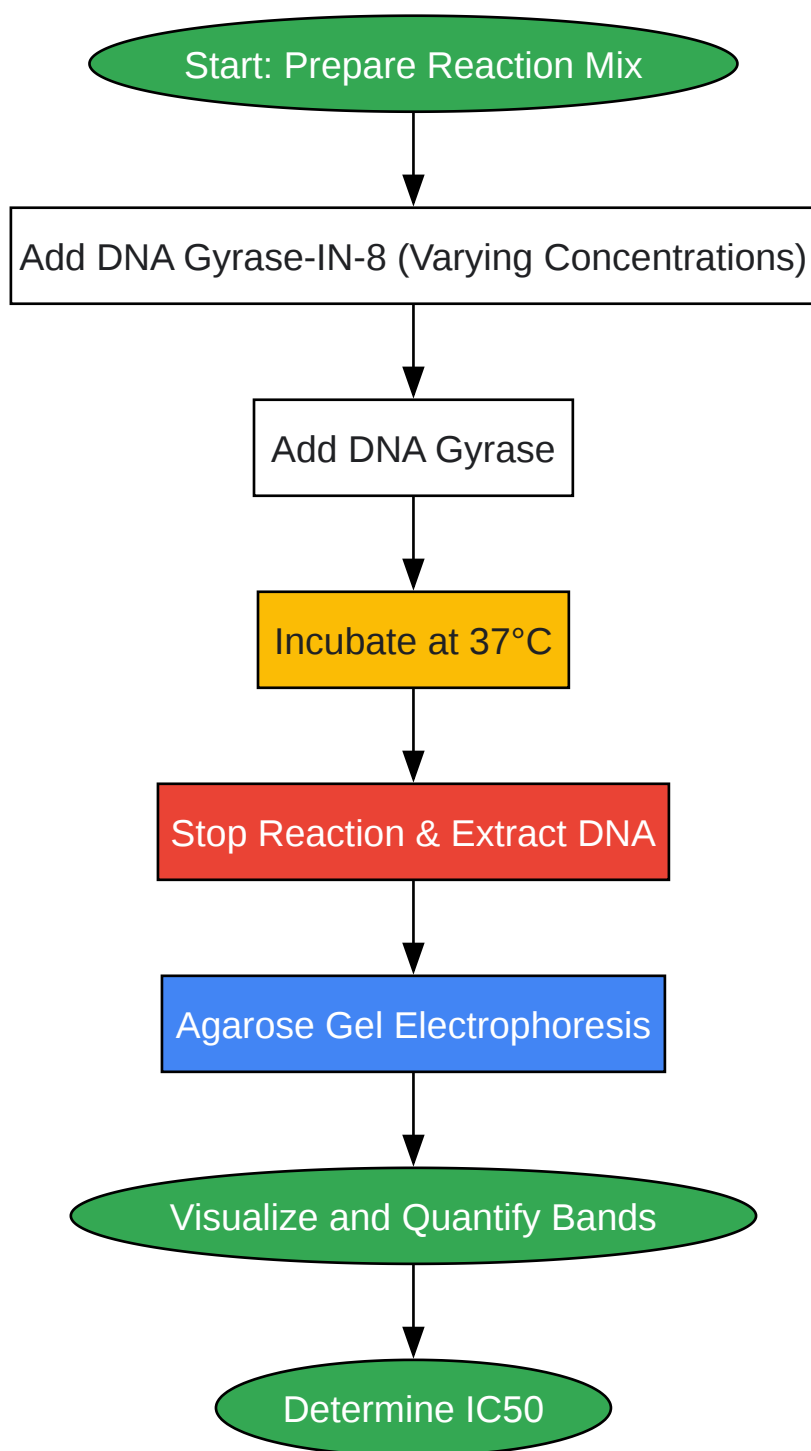 Start: Prepare Reaction Mix
Add DNA Gyrase-IN-8 (Varying Concentrations)
Add DNA Gyrase
Incubate at 37°C
Stop Reaction & Extract DNA
Agarose Gel Electrophoresis
Visualize and Quantify Bands
Determine IC50